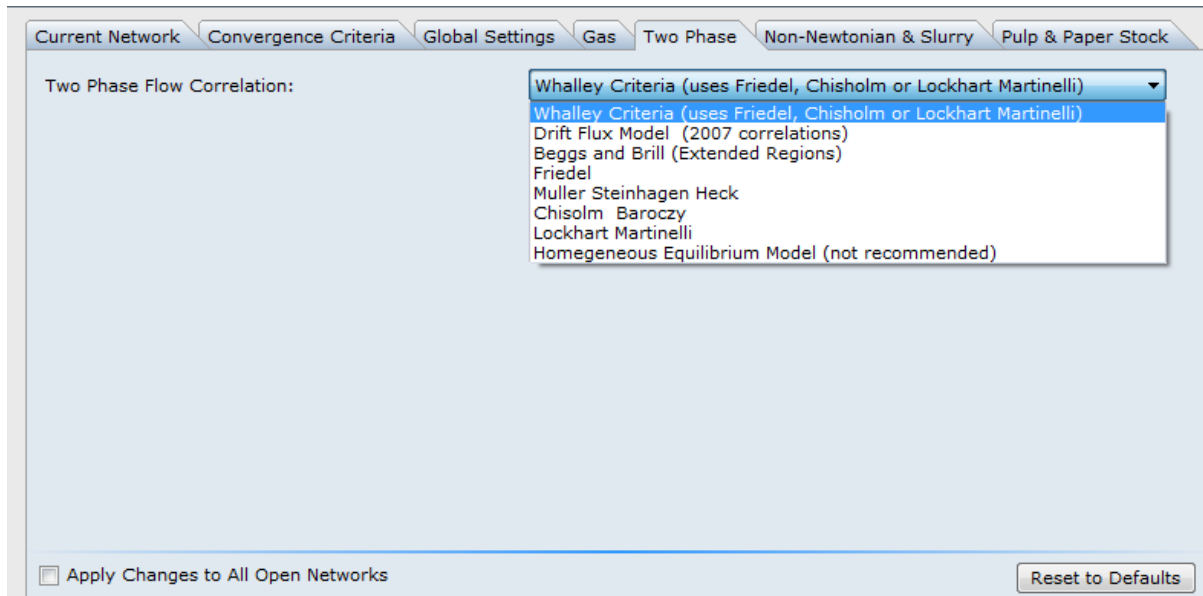 Current Network Convergence Criteria Global Settings Gas Two Phase Non-Newtonian & Slurry Pulp & Paper Stock
Two Phase Flow Correlation: Whalley Criteria (uses Friedel, Chisholm or Lockhart Martinelli)
Whalley Criteria (uses Friedel, Chisholm or Lockhart Martinelli)
Drift Flux Model (2007 correlations)
Beggs and Brill (Extended Regions)
Friedel
Muller Steinhagen Heck
Chisolm Baroczy
Lockhart Martinelli
Homegeneous Equilibrium Model (not recommended)
Apply Changes to All Open Networks Reset to Defaults